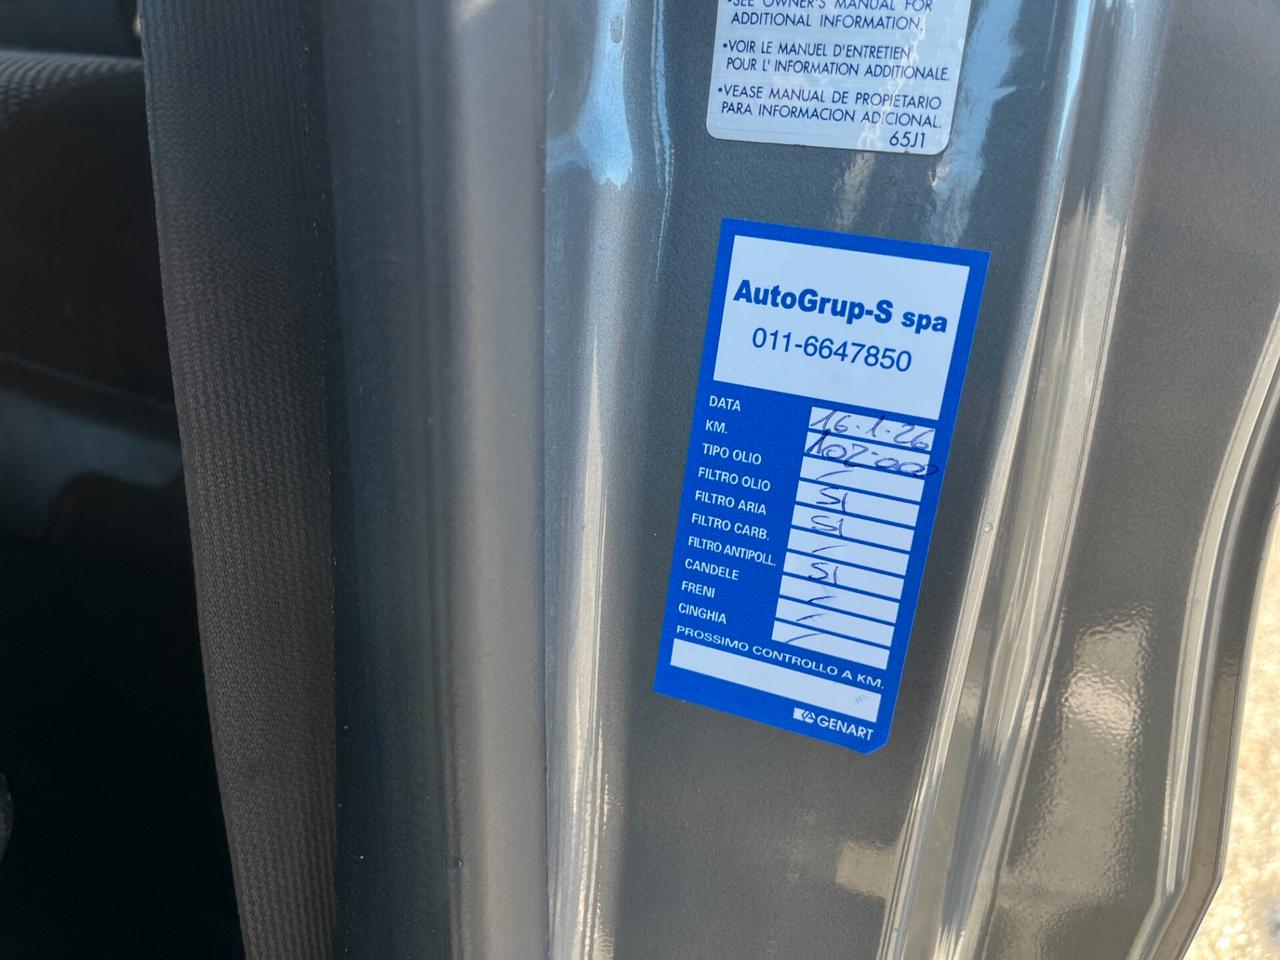 •SEE OWNER'S MANUAL FOR
ADDITIONAL INFORMATION.
•VOIR LE MANUEL D'ENTRETIEN
POUR L' INFORMATION ADDITIONALE.
•VEASE MANUAL DE PROPIETARIO
PARA INFORMACION ADICIONAL.
65J1
AutoGrup-S spa
011-6647850
DATA 16.1.26
KM. 102.000
TIPO OLIO /
FILTRO OLIO SI
FILTRO ARIA SI
FILTRO CARB. /
FILTRO ANTIPOLL. SI
CANDELE /
FRENI /
CINGHIA /
PROSSIMO CONTROLLO A KM.
GENART